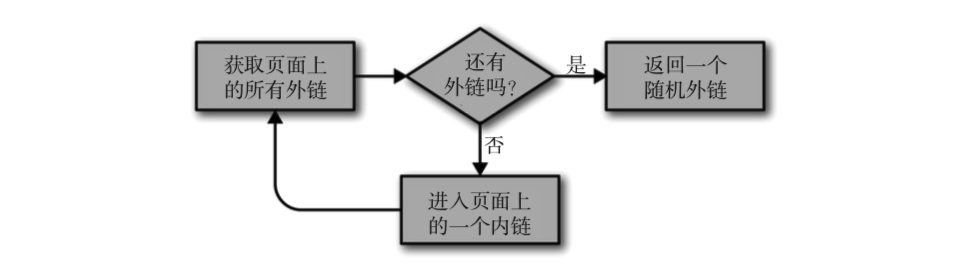 获取页面上
的所有外链
还有
外链吗？
是
返回一个
随机外链
否
进入页面上
的一个内链